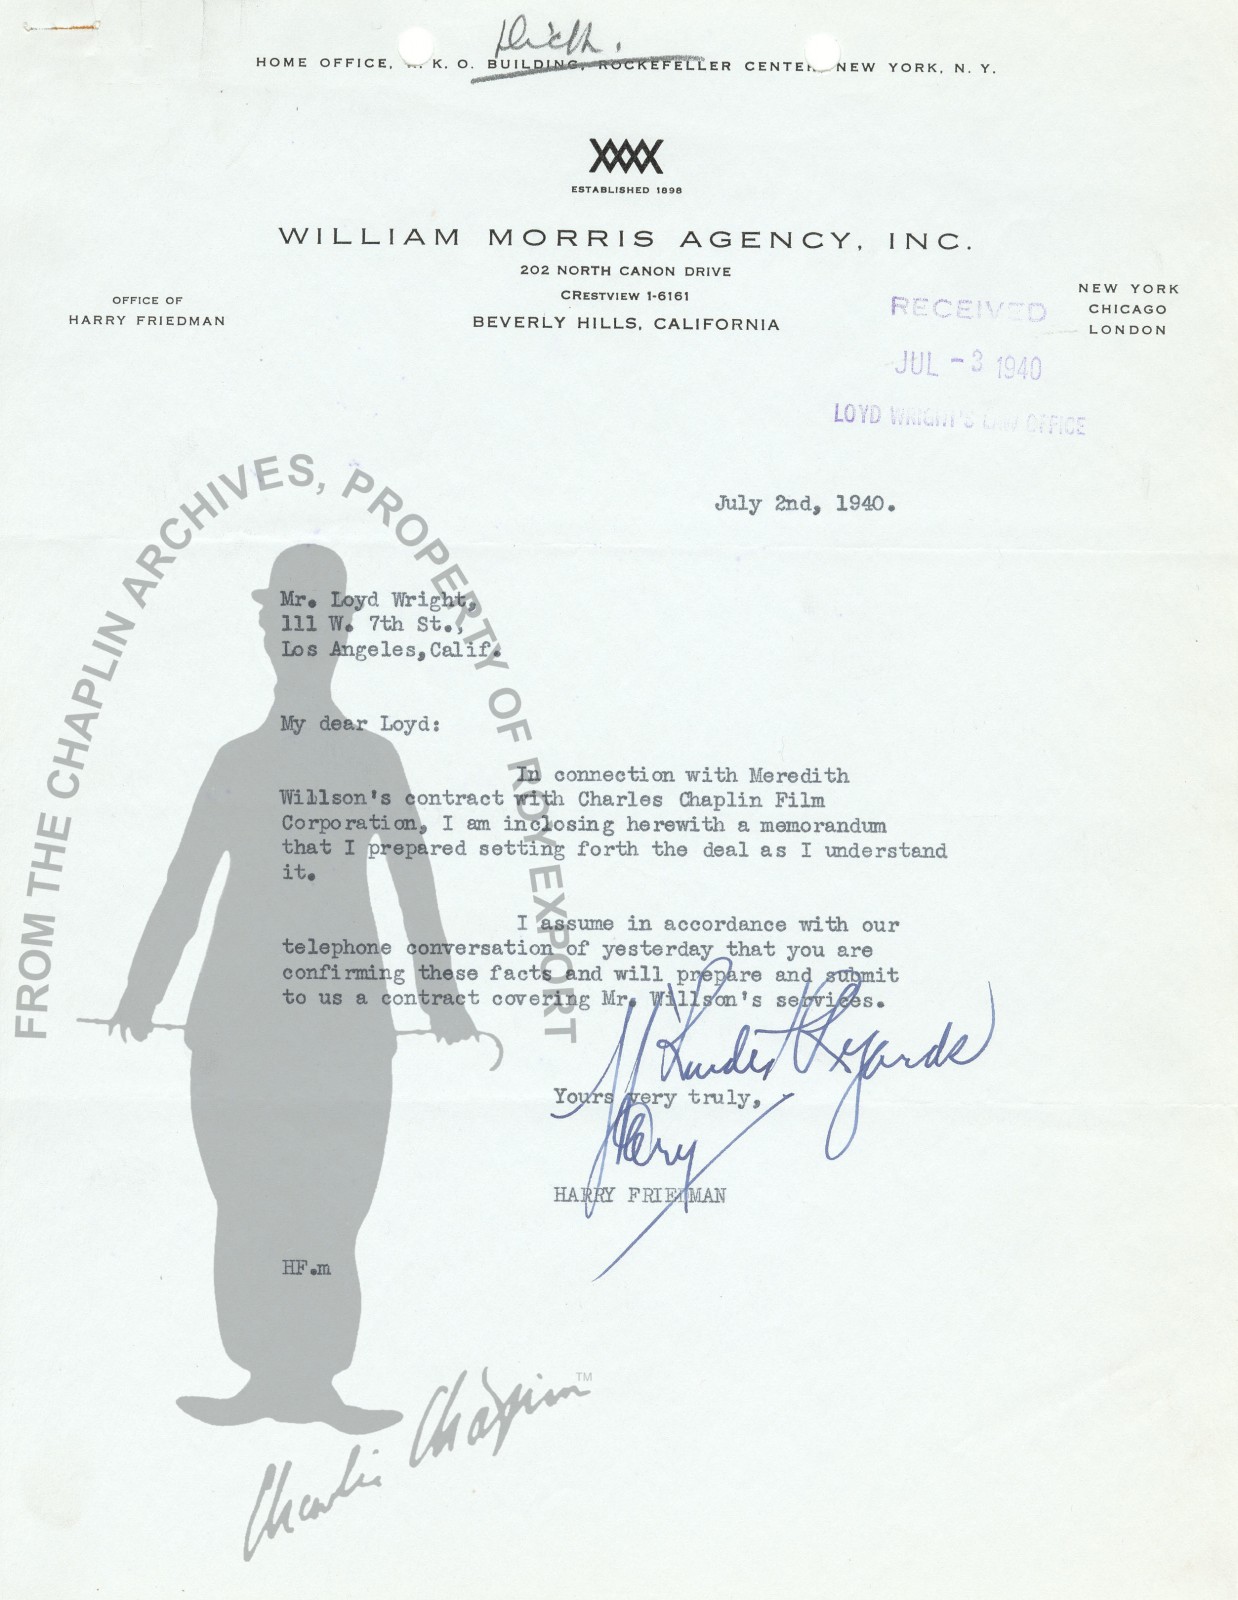 HOME OFFICE, R. K. O. BUILDING, ROCKEFELLER CENTER, NEW YORK, N. Y.
ESTABLISHED 1898
WILLIAM MORRIS AGENCY, INC.
202 NORTH CANON DRIVE
CRESTVIEW 1-6161
BEVERLY HILLS, CALIFORNIA
OFFICE OF
HARRY FRIEDMAN
NEW YORK
CHICAGO
LONDON
RECEIVED
JUL - 3 1940
LOYD WRIGHT'S LAW OFFICE
July 2nd, 1940.
Mr. Loyd Wright,
111 W. 7th St.,
Los Angeles,Calif.
My dear Loyd:
In connection with Meredith
Willson's contract with Charles Chaplin Film
Corporation, I am inclosing herewith a memorandum
that I prepared setting forth the deal as I understand
it.
I assume in accordance with our
telephone conversation of yesterday that you are
confirming these facts and will prepare and submit
to us a contract covering Mr. Willson's services.
Kindest Regards
Yours very truly,
Harry
HARRY FRIEDMAN
HF.m
FROM THE CHAPLIN ARCHIVES, PROPERTY OF ROY EXPORT
Charlie Chaplin TM